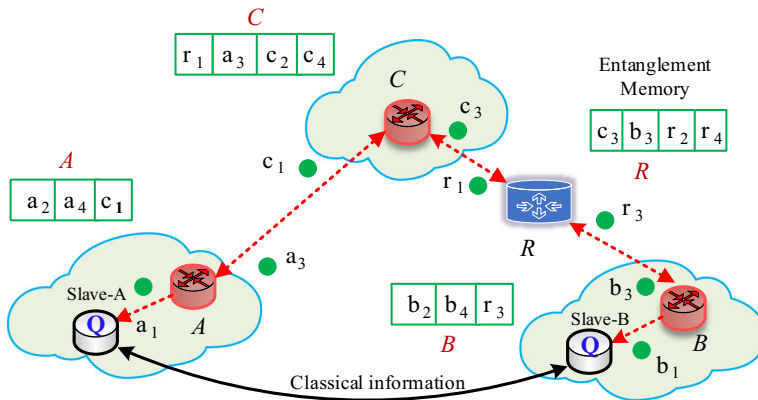 C
r₁ a₃ c₂ c₄
C
c₃
Entanglement
Memory
c₃ b₃ r₂ r₄
R
A
a₂ a₄ c₁
c₁
r₁
R
r₃
a₃
Slave-A
Q
a₁
A
b₂ b₄ r₃
B
b₃
Slave-B
Q
B
b₁
Classical information